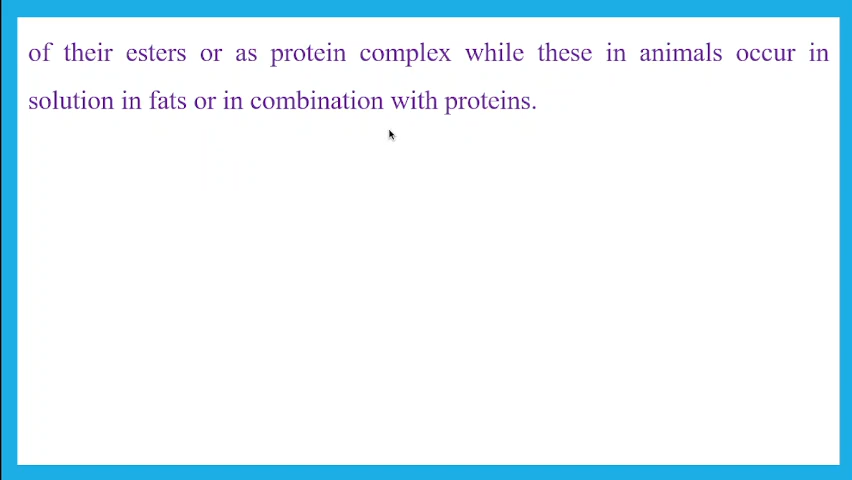 of their esters or as protein complex while these in animals occur in
solution in fats or in combination with proteins.